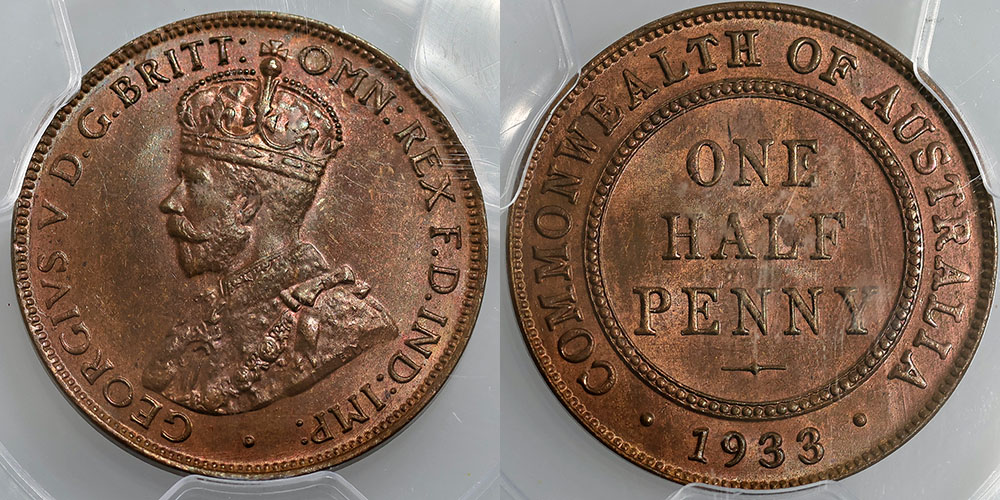 GEORGIVS V D.G.BRITT: OMN: REX F.D.IND:IMP:
COMMONWEALTH OF AUSTRALIA
ONE
HALF
PENNY
1933